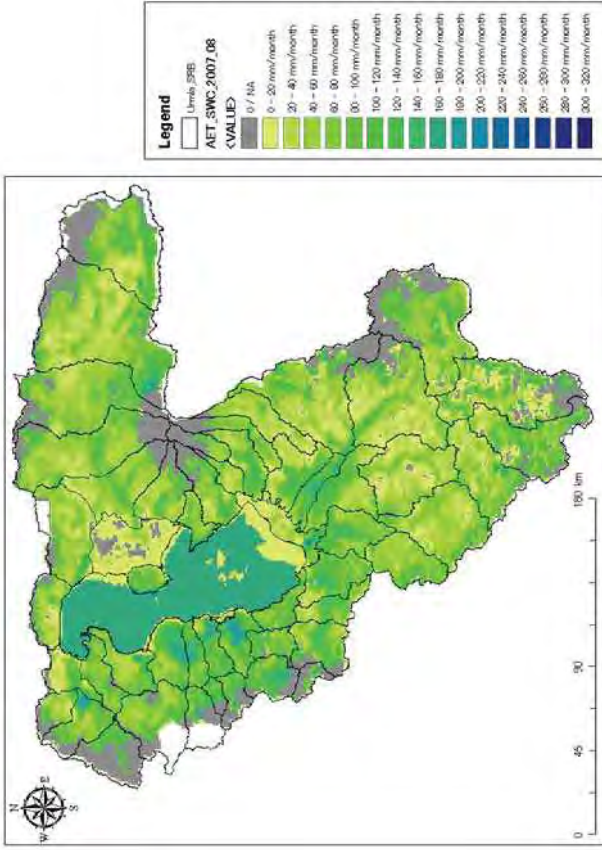 N
W E
S
0 45 90 180 km
Legend
Urmia_SRB
AET_SWC_2007_08
<VALUE>
0 / NA
0 - 20 mm/month
20 - 40 mm/month
40 - 60 mm/month
60 - 80 mm/month
80 - 100 mm/month
100 - 120 mm/month
120 - 140 mm/month
140 - 160 mm/month
160 - 180 mm/month
180 - 200 mm/month
200 - 220 mm/month
220 - 240 mm/month
240 - 260 mm/month
260 - 280 mm/month
280 - 300 mm/month
300 - 320 mm/month